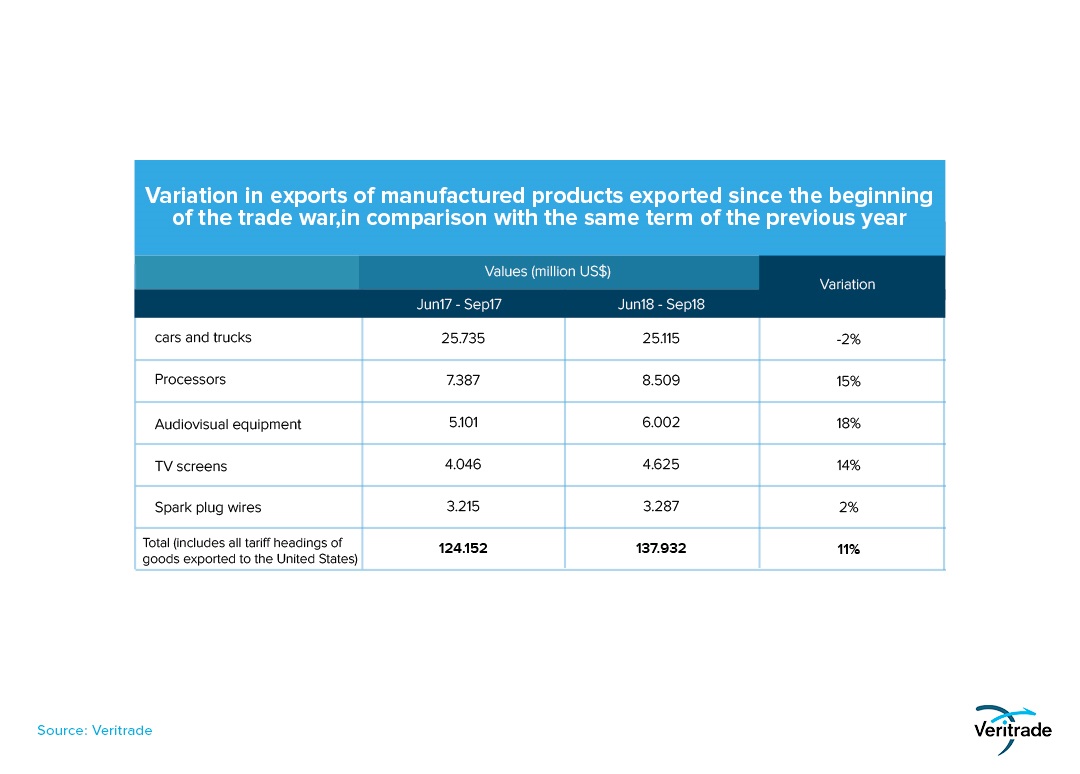 Variation in exports of manufactured products exported since the beginning
of the trade war,in comparison with the same term of the previous year
Values (million US$)
Variation
Jun17 - Sep17 Jun18 - Sep18
cars and trucks 25.735 25.115 -2%
Processors 7.387 8.509 15%
Audiovisual equipment 5.101 6.002 18%
TV screens 4.046 4.625 14%
Spark plug wires 3.215 3.287 2%
Total (includes all tariff headings of
goods exported to the United States) 124.152 137.932 11%
Source: Veritrade
Veritrade